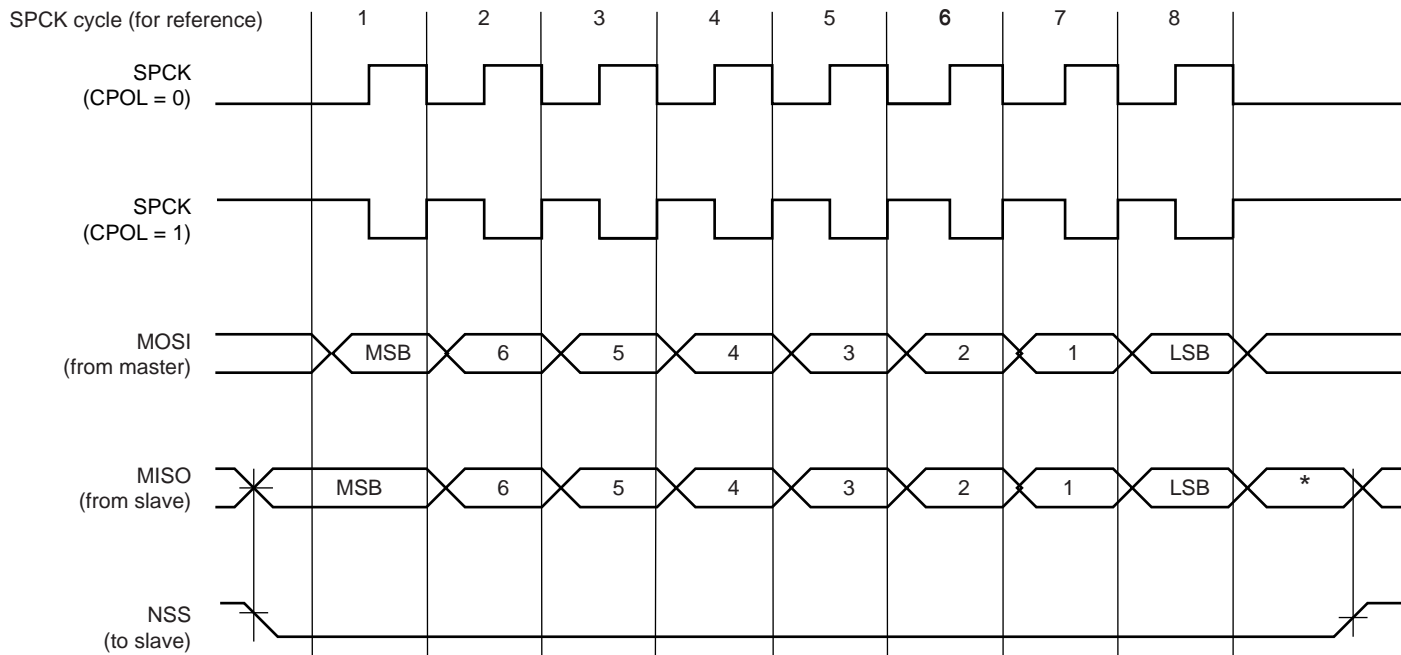 SPCK cycle (for reference) 1 2 3 4 5 6 7 8
SPCK
(CPOL = 0)
SPCK
(CPOL = 1)
MOSI
(from master)
MSB 6 5 4 3 2 1 LSB
MISO
(from slave)
MSB 6 5 4 3 2 1 LSB *
NSS
(to slave)